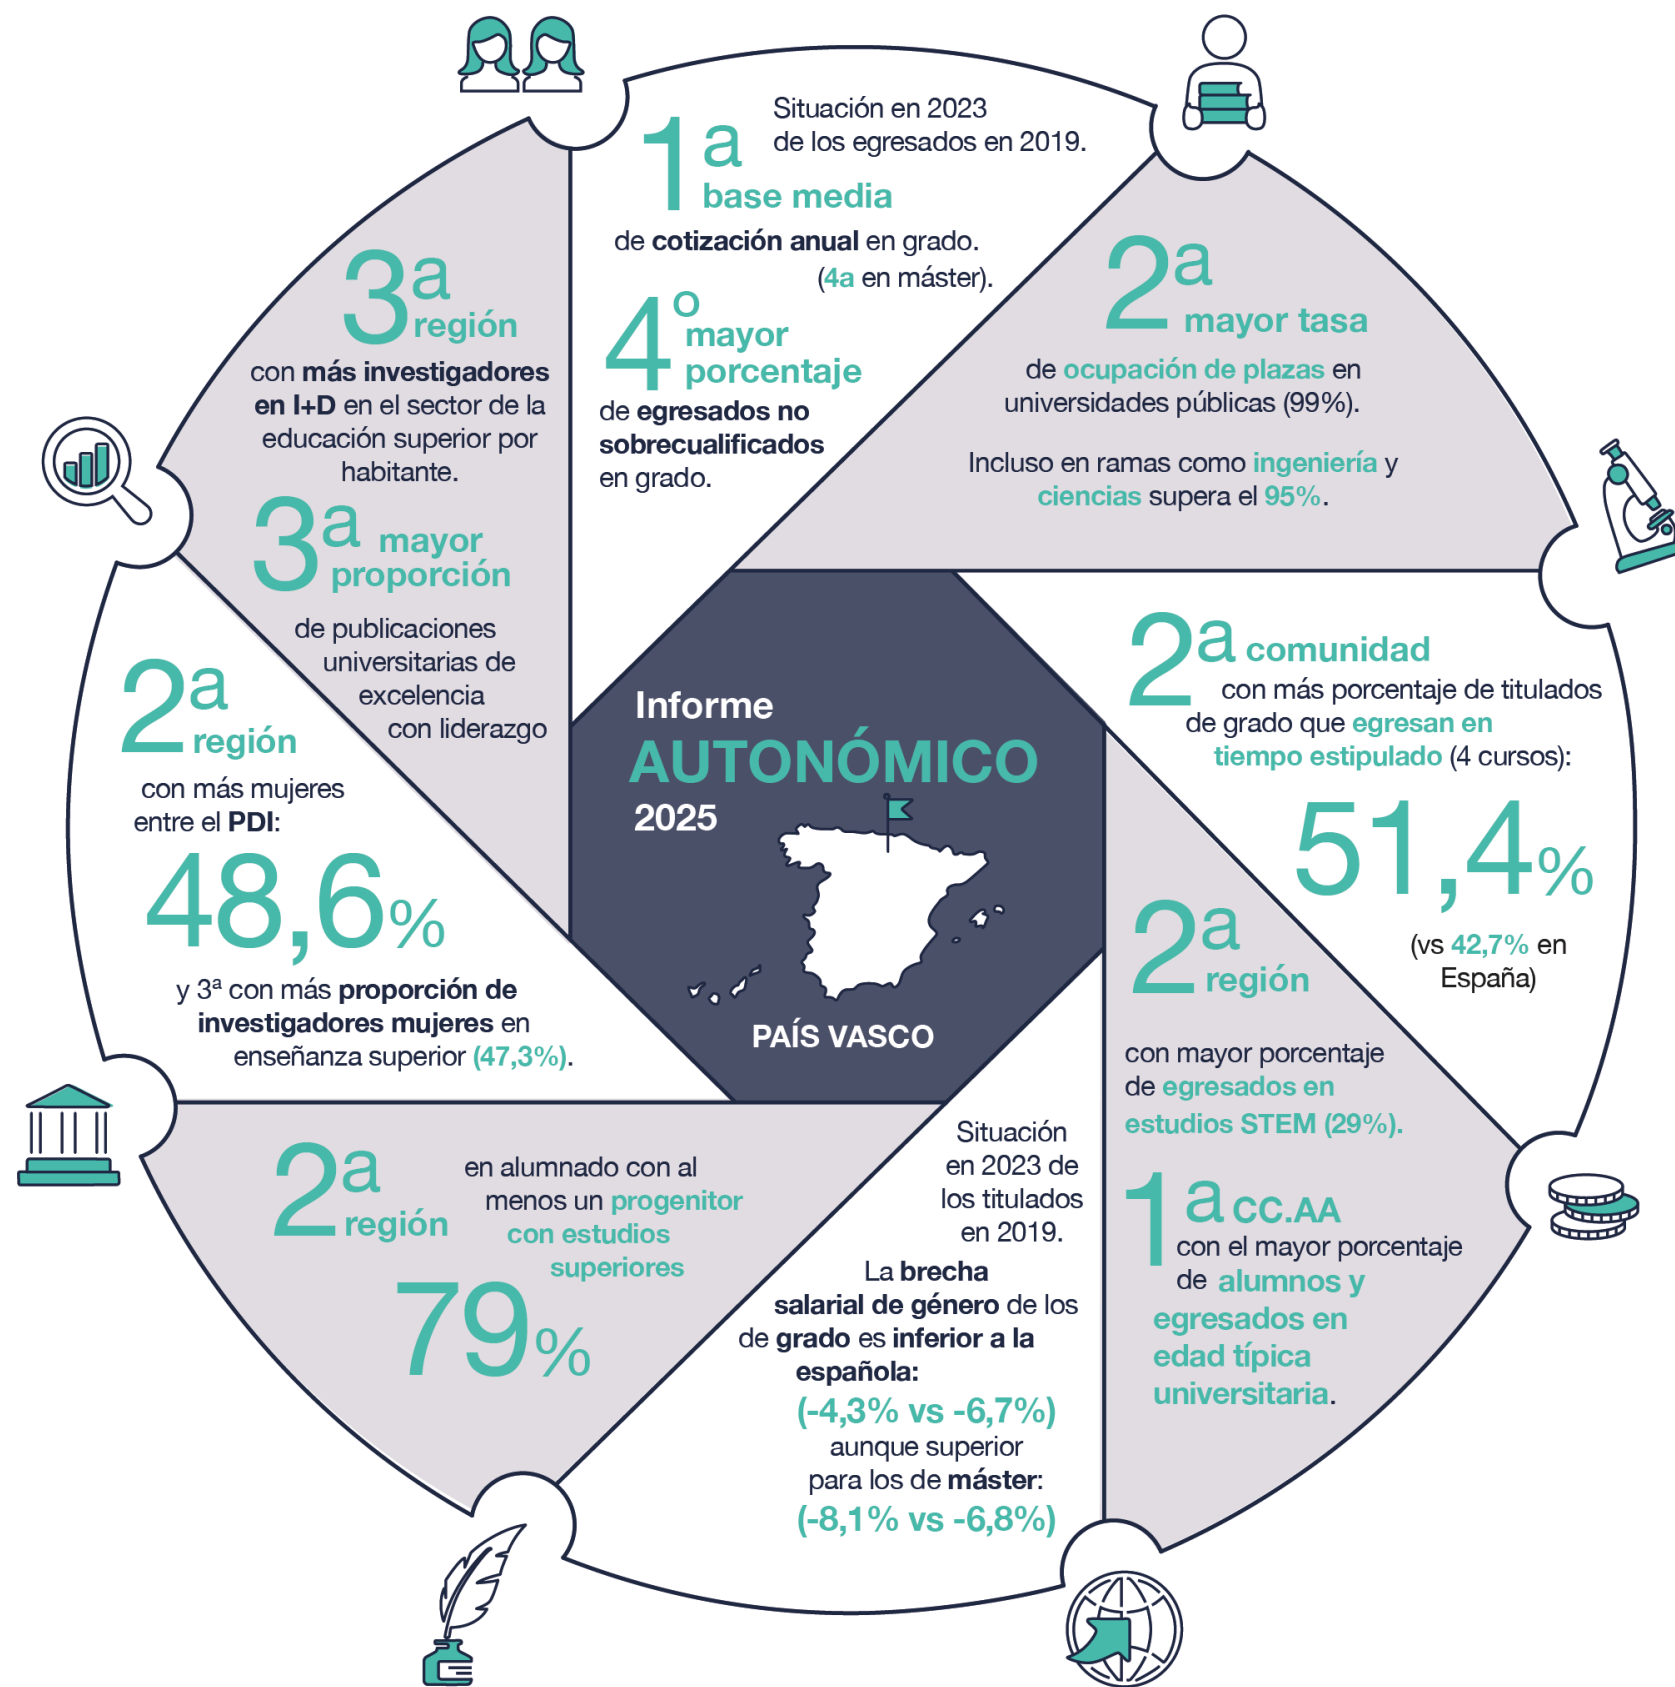 Informe
AUTONÓMICO
2025
PAÍS VASCO
Situación en 2023
de los egresados en 2019.
1a
base media
de cotización anual en grado.
(4a en máster).
4º
mayor
porcentaje
de egresados no
sobrecualificados
en grado.
2a
mayor tasa
de ocupación de plazas en
universidades públicas (99%).
Incluso en ramas como ingeniería y
ciencias supera el 95%.
2a comunidad
con más porcentaje de titulados
de grado que egresan en
tiempo estipulado (4 cursos):
51,4%
(vs 42,7% en
España)
2a
región
con mayor porcentaje
de egresados en
estudios STEM (29%).
1a CC.AA
con el mayor porcentaje
de alumnos y
egresados en
edad típica
universitaria.
Situación
en 2023 de
los titulados
en 2019.
La brecha
salarial de género de los
de grado es inferior a la
española:
(-4,3% vs -6,7%)
aunque superior
para los de máster:
(-8,1% vs -6,8%)
2a
región
en alumnado con al
menos un progenitor
con estudios
superiores
79%
2a
región
con más mujeres
entre el PDI:
48,6%
y 3ª con más proporción de
investigadores mujeres en
enseñanza superior (47,3%).
3a
región
con más investigadores
en I+D en el sector de la
educación superior por
habitante.
3a mayor
proporción
de publicaciones
universitarias de
excelencia
con liderazgo